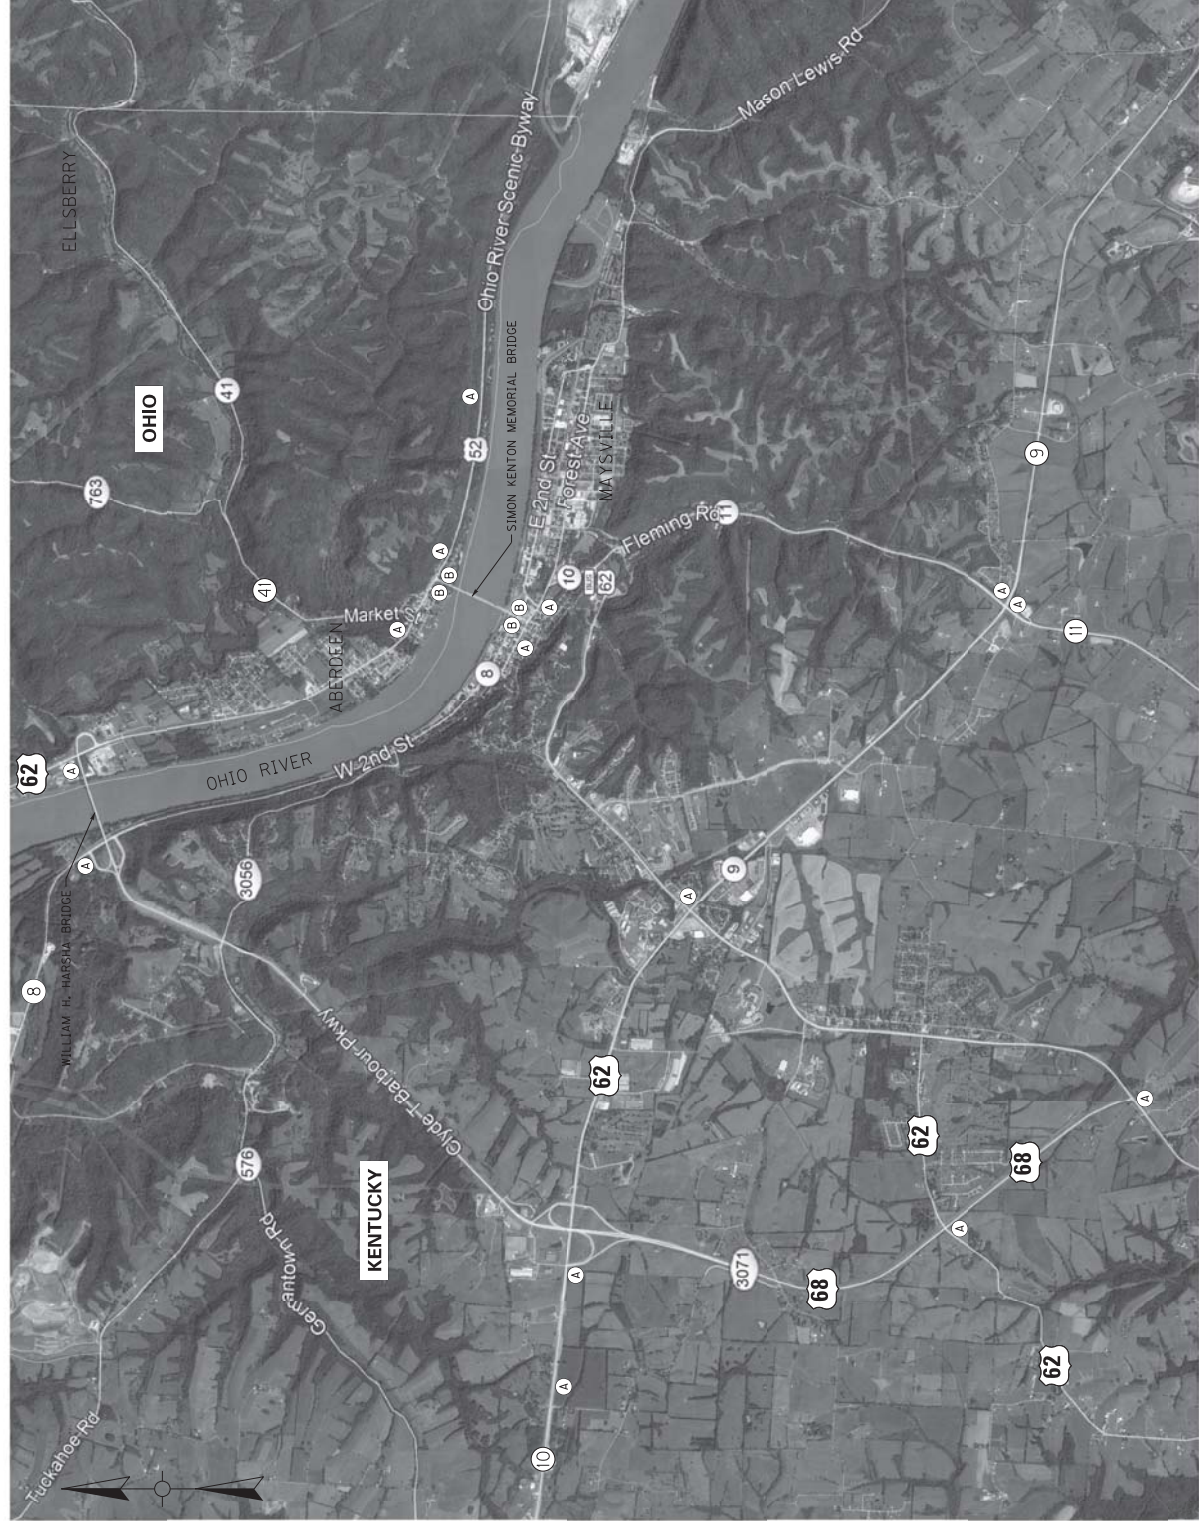 62
8
WILLIAM H. HARSHA BRIDGE
A
A
3056
OHIO RIVER
W 2nd St
ABERDEEN
Market S
41
763
OHIO
41
ELLSBERRY
A
B
B
A
52
A
Ohio River Scenic Byway
SIMON KENTON MEMORIAL BRIDGE
8
A
B
B
A
10
BUS
62
E 2nd St
Forest Ave
MAYSVILLE
Fleming Rd
11
Mason Lewis Rd
9
A
A
11
9
A
62
Clyde T Barbour Pkwy
576
Germantown Rd
Tuckahoe Rd
KENTUCKY
10
A
A
3071
68
A
62
68
A
62